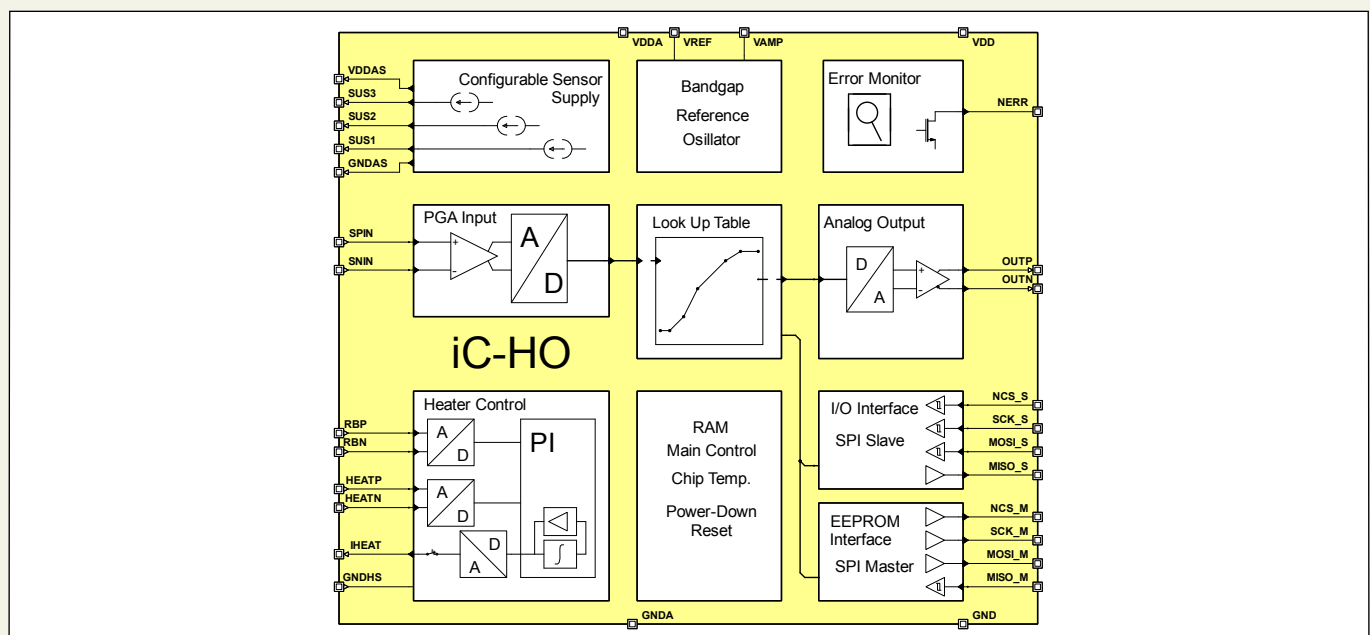 VDDA
VREF
VAMP
VDD
VDDAS
SUS3
SUS2
SUS1
GNDAS
Configurable Sensor
Supply
Bandgap
Reference
Osillator
Error Monitor
NERR
SPIN
SNIN
PGA Input
A
D
Look Up Table
Analog Output
D
A
OUTP
OUTN
+
-
+
-
iC-HO
RBP
RBN
HEATP
HEATN
IHEAT
GNDHS
Heater Control
A
D
A
D
D
A
PI
∫
RAM
Main Control
Chip Temp.
Power-Down
Reset
I/O Interface
SPI Slave
NCS_S
SCK_S
MOSI_S
MISO_S
EEPROM
Interface
SPI Master
NCS_M
SCK_M
MOSI_M
MISO_M
GNDA
GND